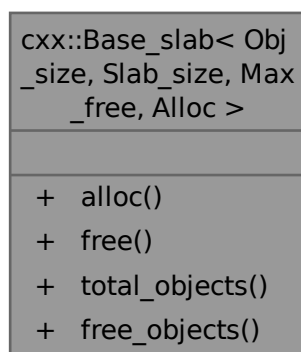 cxx::Base_slab< Obj
_size, Slab_size, Max
_free, Alloc >
+ alloc()
+ free()
+ total_objects()
+ free_objects()